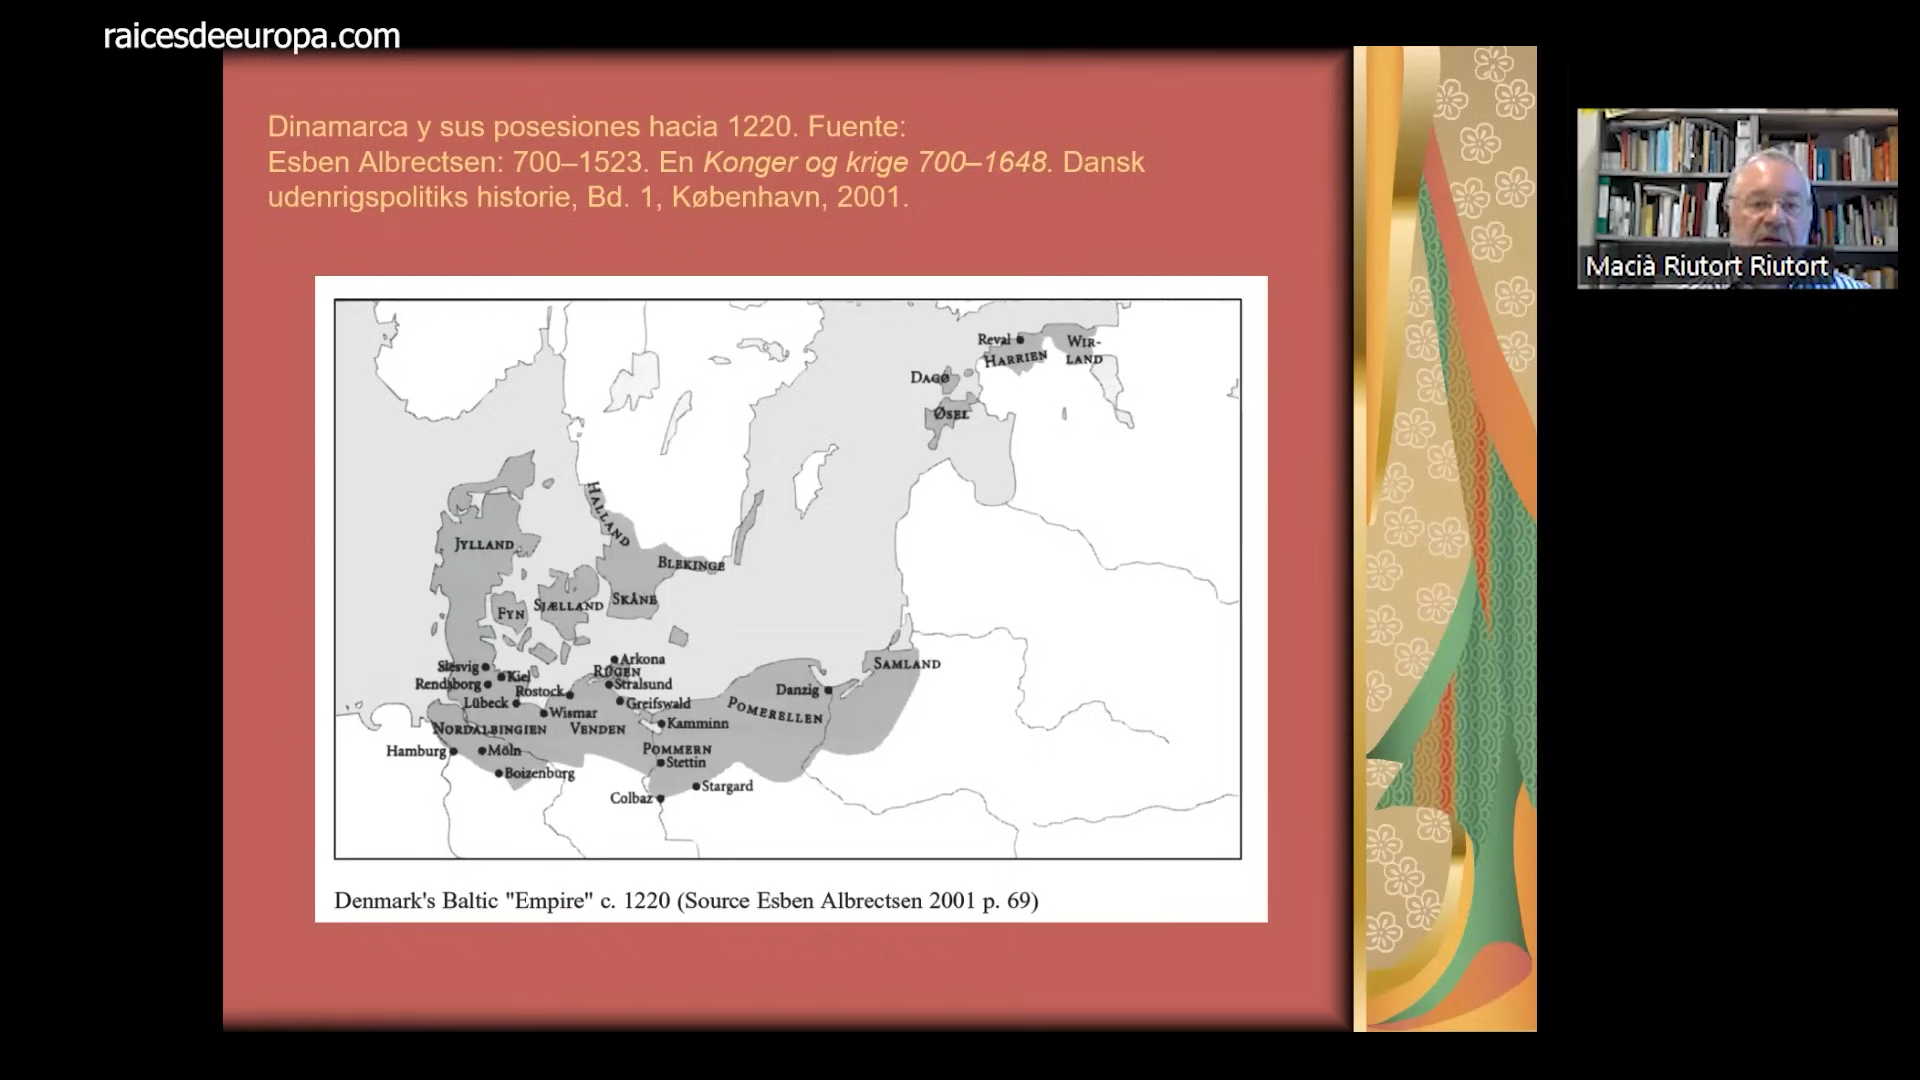 raicesdeeuropa.com
Dinamarca y sus posesiones hacia 1220. Fuente:
Esben Albrectsen: 700–1523. En Konger og krige 700–1648. Dansk
udenrigspolitiks historie, Bd. 1, København, 2001.
Macià Riutort Riutort
Reval
WIR-
LAND
HARRIEN
DAGØ
ØSEL
HALLAND
JYLLAND
BLEKINGE
SKÅNE
SJÆLLAND
FYN
Arkona
Slesvig
RÜGEN
SAMLAND
Kiel
Rendsborg
Stralsund
Rostock
Danzig
Lübeck
Greifswald
Wismar
POMERELLEN
Kamminn
NORDALBINGIEN
VENDEN
Hamburg
Möln
POMMERN
Stettin
Boizenburg
Stargard
Colbaz
Denmark's Baltic "Empire" c. 1220 (Source Esben Albrectsen 2001 p. 69)